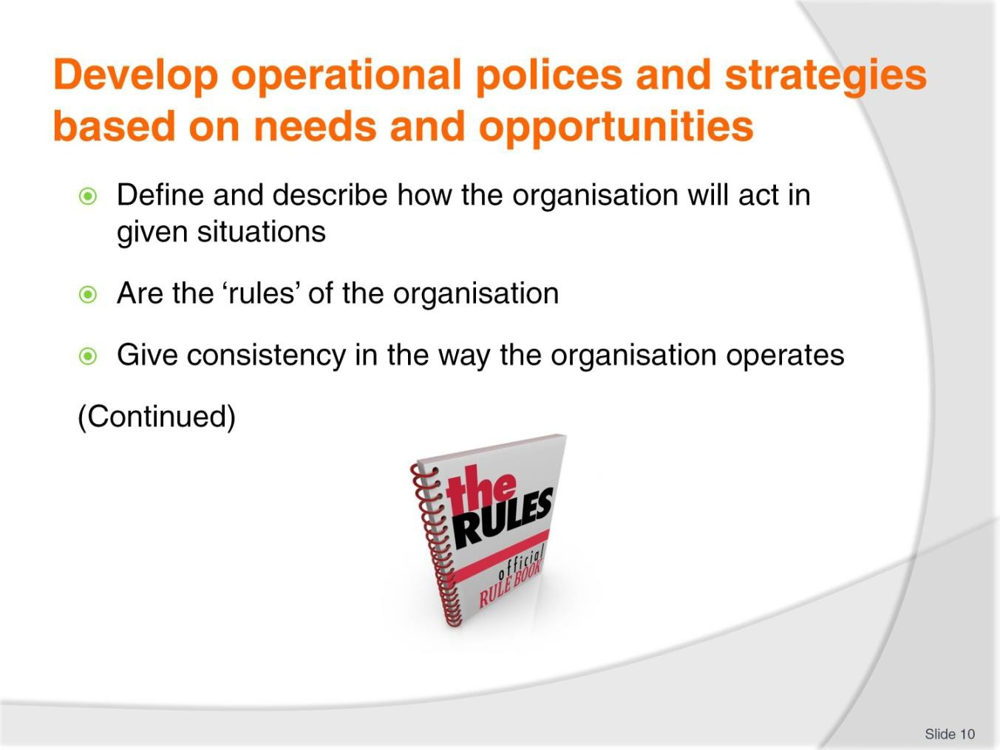 Develop operational polices and strategies
based on needs and opportunities
Define and describe how the organisation will act in
given situations
Are the ‘rules’ of the organisation
Give consistency in the way the organisation operates
(Continued)
the
RULES
official
RULE BOOK
Slide 10